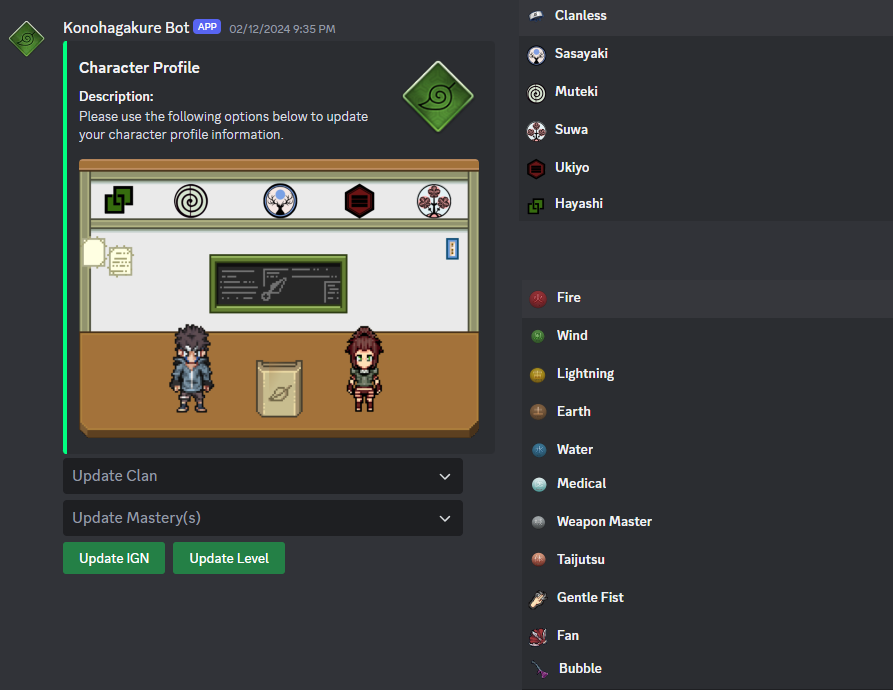 Konohagakure Bot APP 02/12/2024 9:35 PM
Character Profile
Description:
Please use the following options below to update
your character profile information.
Update Clan
Update Mastery(s)
Update IGN Update Level
Clanless
Sasayaki
Muteki
Suwa
Ukiyo
Hayashi
Fire
Wind
Lightning
Earth
Water
Medical
Weapon Master
Taijutsu
Gentle Fist
Fan
Bubble